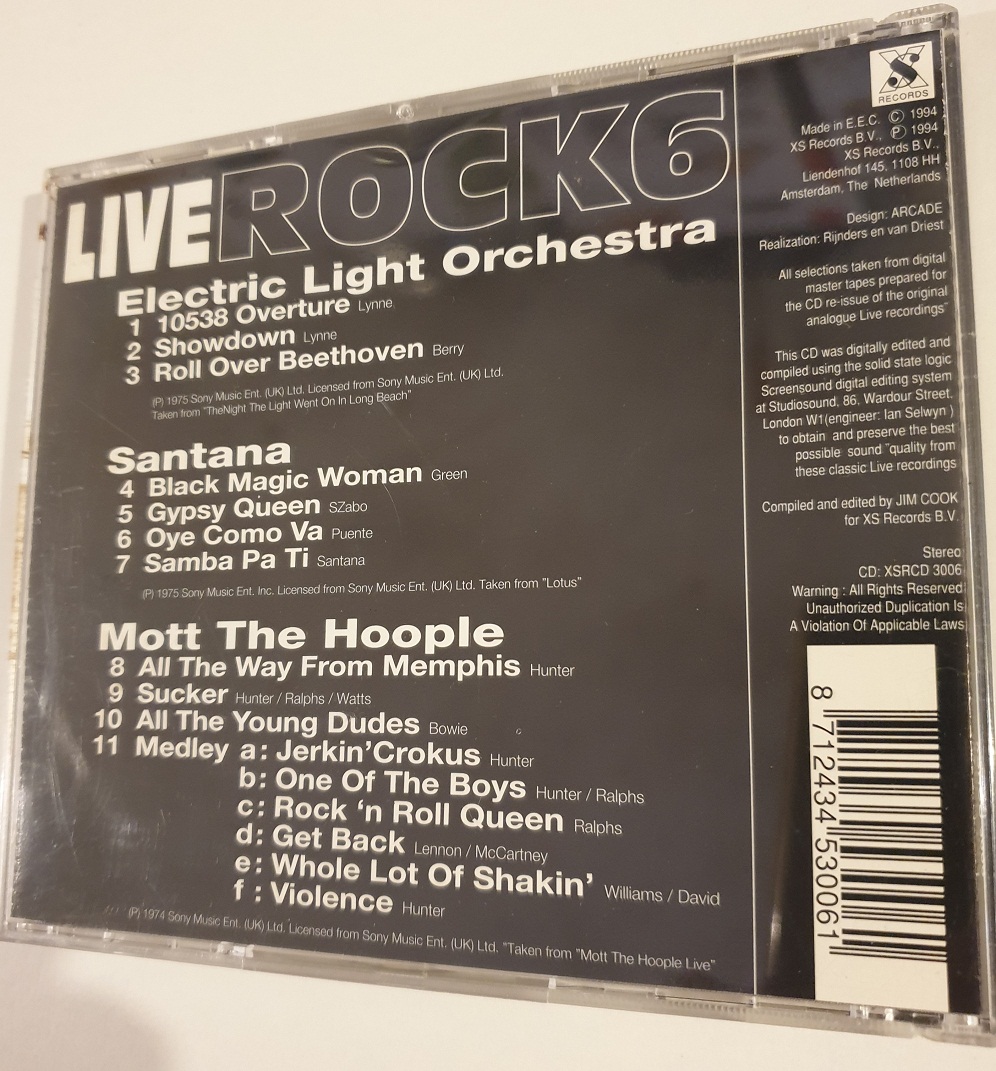 LIVE ROCK 6
Electric Light Orchestra
1 10538 Overture Lynne
2 Showdown Lynne
3 Roll Over Beethoven Berry
(P) 1975 Sony Music Ent. (UK) Ltd. Licensed from Sony Music Ent. (UK) Ltd.
Taken from "TheNight The Light Went On In Long Beach"
Santana
4 Black Magic Woman Green
5 Gypsy Queen SZabo
6 Oye Como Va Puente
7 Samba Pa Ti Santana
(P) 1975 Sony Music Ent. Inc. Licensed from Sony Music Ent. (UK) Ltd. Taken from "Lotus"
Mott The Hoople
8 All The Way From Memphis Hunter
9 Sucker Hunter / Ralphs / Watts
10 All The Young Dudes Bowie
11 Medley a: Jerkin'Crokus Hunter
b: One Of The Boys Hunter / Ralphs
c: Rock 'n Roll Queen Ralphs
d: Get Back Lennon / McCartney
e: Whole Lot Of Shakin' Williams / David
f : Violence Hunter
(P) 1974 Sony Music Ent. (UK) Ltd. Licensed from Sony Music Ent. (UK) Ltd. "Taken from "Mott The Hoople Live"
XS
RECORDS
Made in E.E.C. © 1994
XS Records B.V., ℗ 1994
XS Records B.V.,
Liendenhof 145, 1108 HH
Amsterdam, The Netherlands
Design: ARCADE
Realization: Rijnders en van Driest
All selections taken from digital
master tapes prepared for
the CD re-issue of the original
analogue Live recordings"
This CD was digitally edited and
compiled using the solid state logic
Screensound digital editing system
at Studiosound, 86, Wardour Street,
London W1(engineer: Ian Selwyn )
to obtain and preserve the best
possible sound "quality from
these classic Live recordings
Compiled and edited by JIM COOK
for XS Records B.V.
Stereo
CD: XSRCD 3006
Warning : All Rights Reserved
Unauthorized Duplication Is
A Violation Of Applicable Laws
8 712434 530061